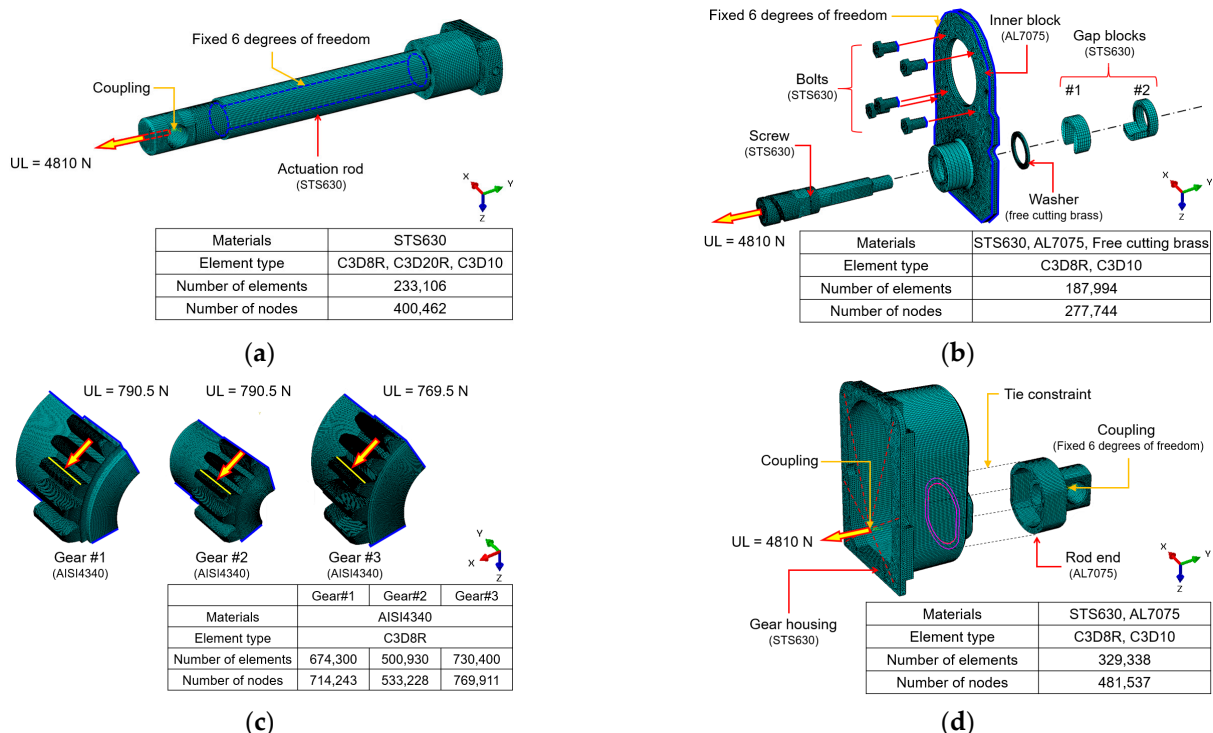 Fixed 6 degrees of freedom
Coupling
UL = 4810 N
Actuation rod
(STS630)
X
Y
Z
Materials STS630
Element type C3D8R, C3D20R, C3D10
Number of elements 233,106
Number of nodes 400,462
(a)
Fixed 6 degrees of freedom
Inner block
(AL7075)
Gap blocks
(STS630)
#1
#2
Bolts
(STS630)
Screw
(STS630)
Washer
(free cutting brass)
UL = 4810 N
X
Y
Z
Materials STS630, AL7075, Free cutting brass
Element type C3D8R, C3D10
Number of elements 187,994
Number of nodes 277,744
(b)
UL = 790.5 N
UL = 790.5 N
UL = 769.5 N
Gear #1
(AISI4340)
Gear #2
(AISI4340)
Gear #3
(AISI4340)
Y
X
Z
Gear#1 Gear#2 Gear#3
Materials AISI4340
Element type C3D8R
Number of elements 674,300 500,930 730,400
Number of nodes 714,243 533,228 769,911
(c)
Tie constraint
Coupling
(Fixed 6 degrees of freedom)
Coupling
UL = 4810 N
Rod end
(AL7075)
Gear housing
(STS630)
X
Y
Z
Materials STS630, AL7075
Element type C3D8R, C3D10
Number of elements 329,338
Number of nodes 481,537
(d)